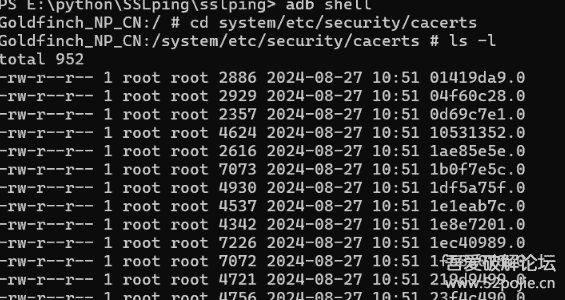 PS E:\python\SSLping\sslping> adb shell
Goldfinch_NP_CN:/ # cd system/etc/security/cacerts
Goldfinch_NP_CN:/system/etc/security/cacerts # ls -l
total 952
-rw-r--r-- 1 root root 2886 2024-08-27 10:51 01419da9.0
-rw-r--r-- 1 root root 2929 2024-08-27 10:51 04f60c28.0
-rw-r--r-- 1 root root 2357 2024-08-27 10:51 0d69c7e1.0
-rw-r--r-- 1 root root 4624 2024-08-27 10:51 10531352.0
-rw-r--r-- 1 root root 2616 2024-08-27 10:51 1ae85e5e.0
-rw-r--r-- 1 root root 7073 2024-08-27 10:51 1b0f7e5c.0
-rw-r--r-- 1 root root 4930 2024-08-27 10:51 1df5a75f.0
-rw-r--r-- 1 root root 4537 2024-08-27 10:51 1e1eab7c.0
-rw-r--r-- 1 root root 4342 2024-08-27 10:51 1e8e7201.0
-rw-r--r-- 1 root root 7226 2024-08-27 10:51 1ec40989.0
-rw-r--r-- 1 root root 7072 2024-08-27 10:51
-rw-r--r-- 1 root root 4721 2024-08-27 10:51 219d9499.0
-rw-r--r-- 1 root root 4756 2024-08-27 10:51 23f4c490.0
吾爱破解论坛
www.52pojie.cn